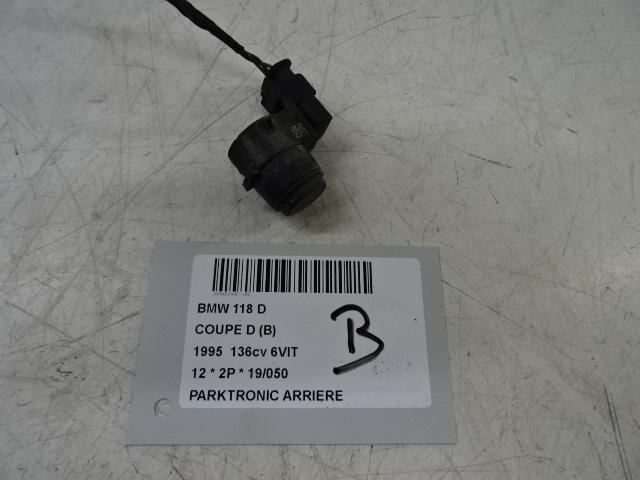 BMW 118 D
COUPE D (B)
1995 136cv 6VIT
12 * 2P * 19/050
PARKTRONIC ARRIERE
B